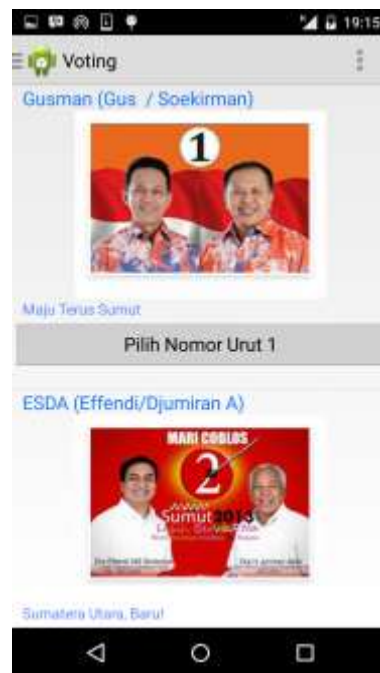 19:15
Voting
Gusman (Gus / Soekirman)
1
Maju Terus Sumut
Pilih Nomor Urut 1
ESDA (Effendi/Djumiran A)
MARI COBLOS
2
Sumut 2013
Sumatera Utara, Baru!